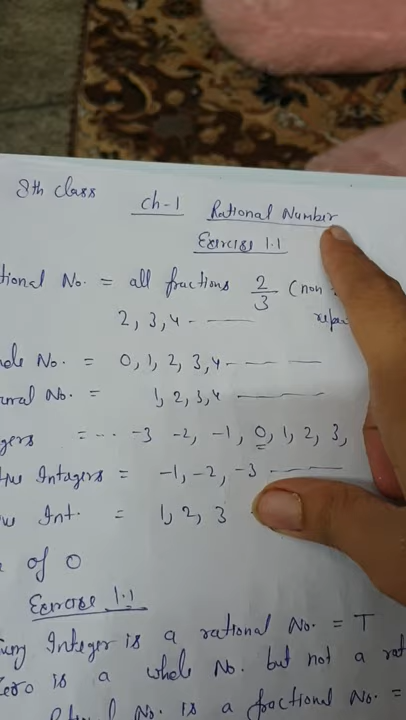 8th class
Ch-1 Rational Number
Exercise 1.1
tional No. = all fractions 2/3 (non
2, 3, 4 - ——
ole No. = 0, 1, 2, 3, 4 - — —
ural No. = 1, 2, 3, 4 ———
gers = ... -3 -2, -1, 0, 1, 2, 3,
Intagers = -1, -2, -3 ———
Int. = 1, 2, 3
of 0
Exercise 1.1
Integer is a rational No. = T
Zero is a whole No. but not a rat
No. is a fractional No. =